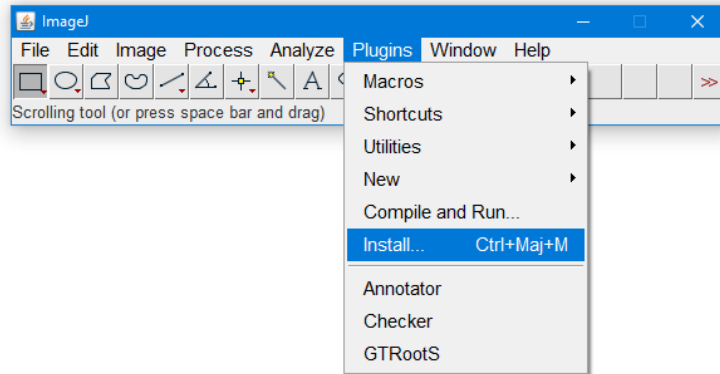 ImageJ
File Edit Image Process Analyze Plugins Window Help
A
Scrolling tool (or press space bar and drag)
Macros
Shortcuts
Utilities
New
Compile and Run...
Install... Ctrl+Maj+M
Annotator
Checker
GTRootS